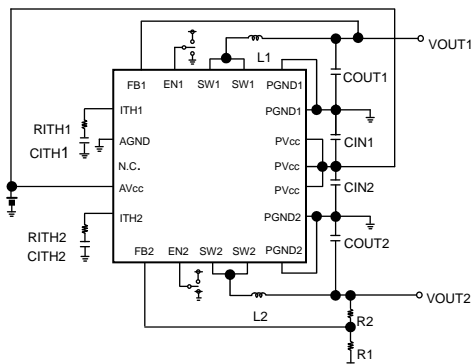 VOUT1
L1
COUT1
FB1 EN1 SW1 SW1 PGND1
ITH1 PGND1
RITH1
CITH1
AGND PVcc CIN1
N.C. PVcc
AVcc PVcc CIN2
ITH2 PGND2
RITH2
CITH2
COUT2
FB2 EN2 SW2 SW2 PGND2
VOUT2
L2 R2
R1